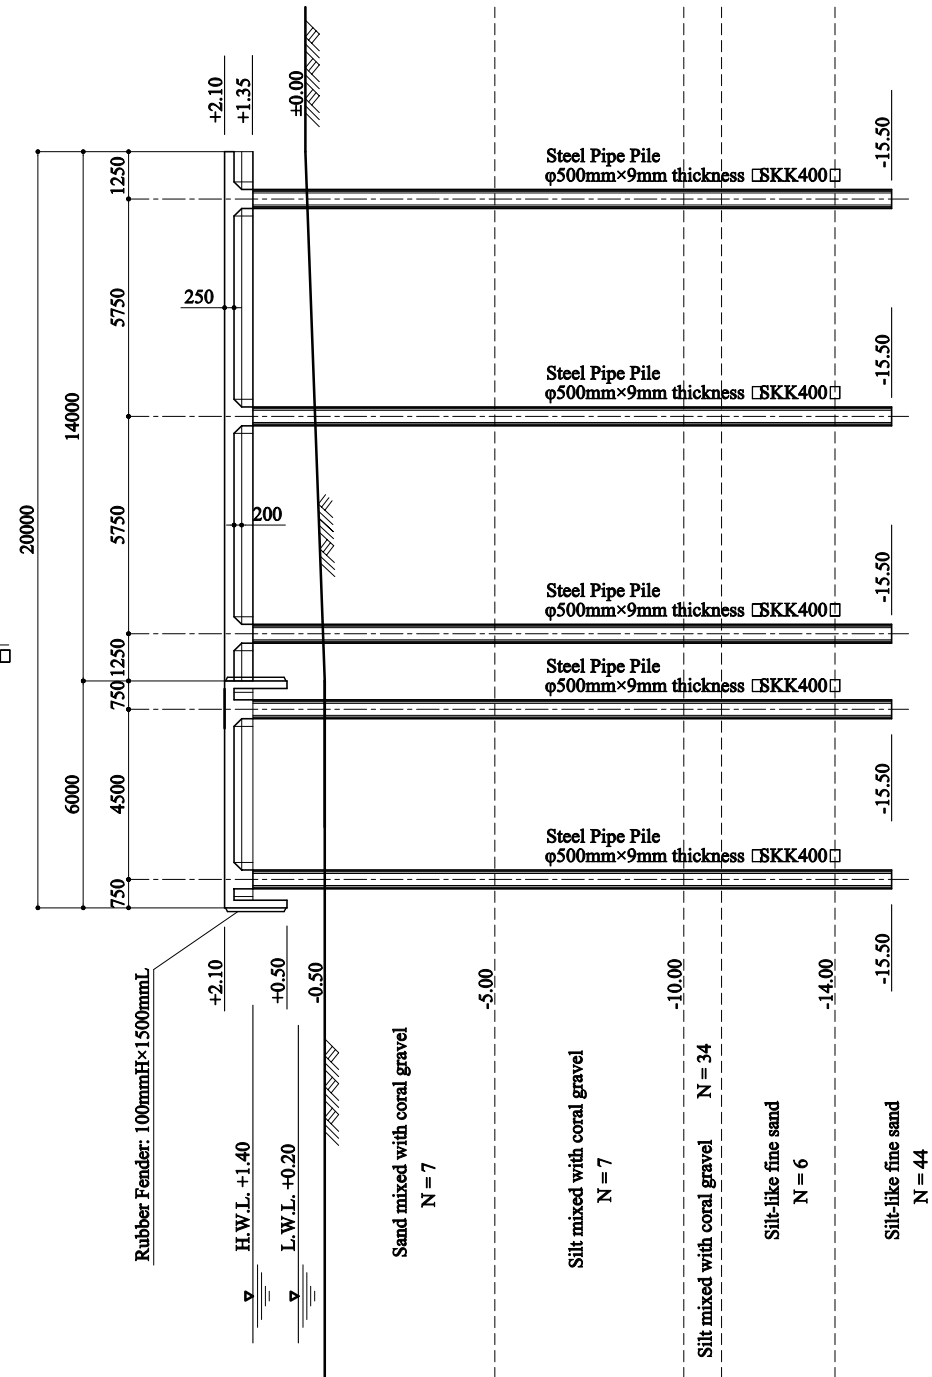 20000
14000
6000
1250
5750
5750
1250
750
4500
750
250
200
+2.10
+1.35
±0.00
Steel Pipe Pile
φ500mm×9mm thickness □SKK400□
-15.50
Steel Pipe Pile
φ500mm×9mm thickness □SKK400□
-15.50
Steel Pipe Pile
φ500mm×9mm thickness □SKK400□
-15.50
Steel Pipe Pile
φ500mm×9mm thickness □SKK400□
-15.50
Steel Pipe Pile
φ500mm×9mm thickness □SKK400□
-15.50
+2.10
+0.50
-0.50
-5.00
-10.00
-14.00
Rubber Fender: 100mmH×1500mmL
H.W.L. +1.40
L.W.L. +0.20
Sand mixed with coral gravel
N = 7
Silt mixed with coral gravel
N = 7
Silt mixed with coral gravel N = 34
Silt-like fine sand
N = 6
Silt-like fine sand
N = 44